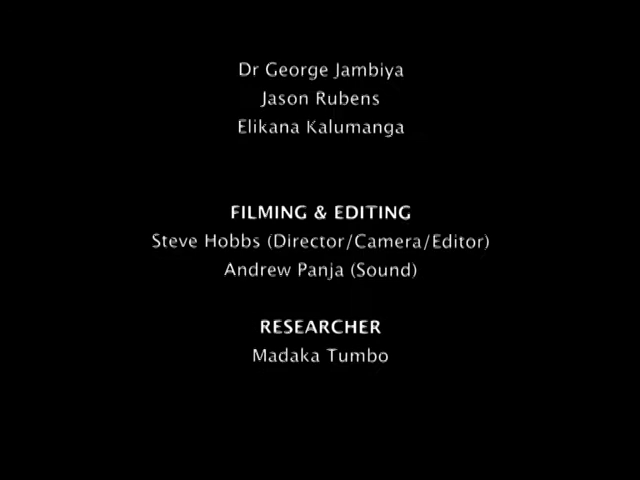 Dr George Jambiya
Jason Rubens
Elikana Kalumanga
FILMING & EDITING
Steve Hobbs (Director/Camera/Editor)
Andrew Panja (Sound)
RESEARCHER
Madaka Tumbo